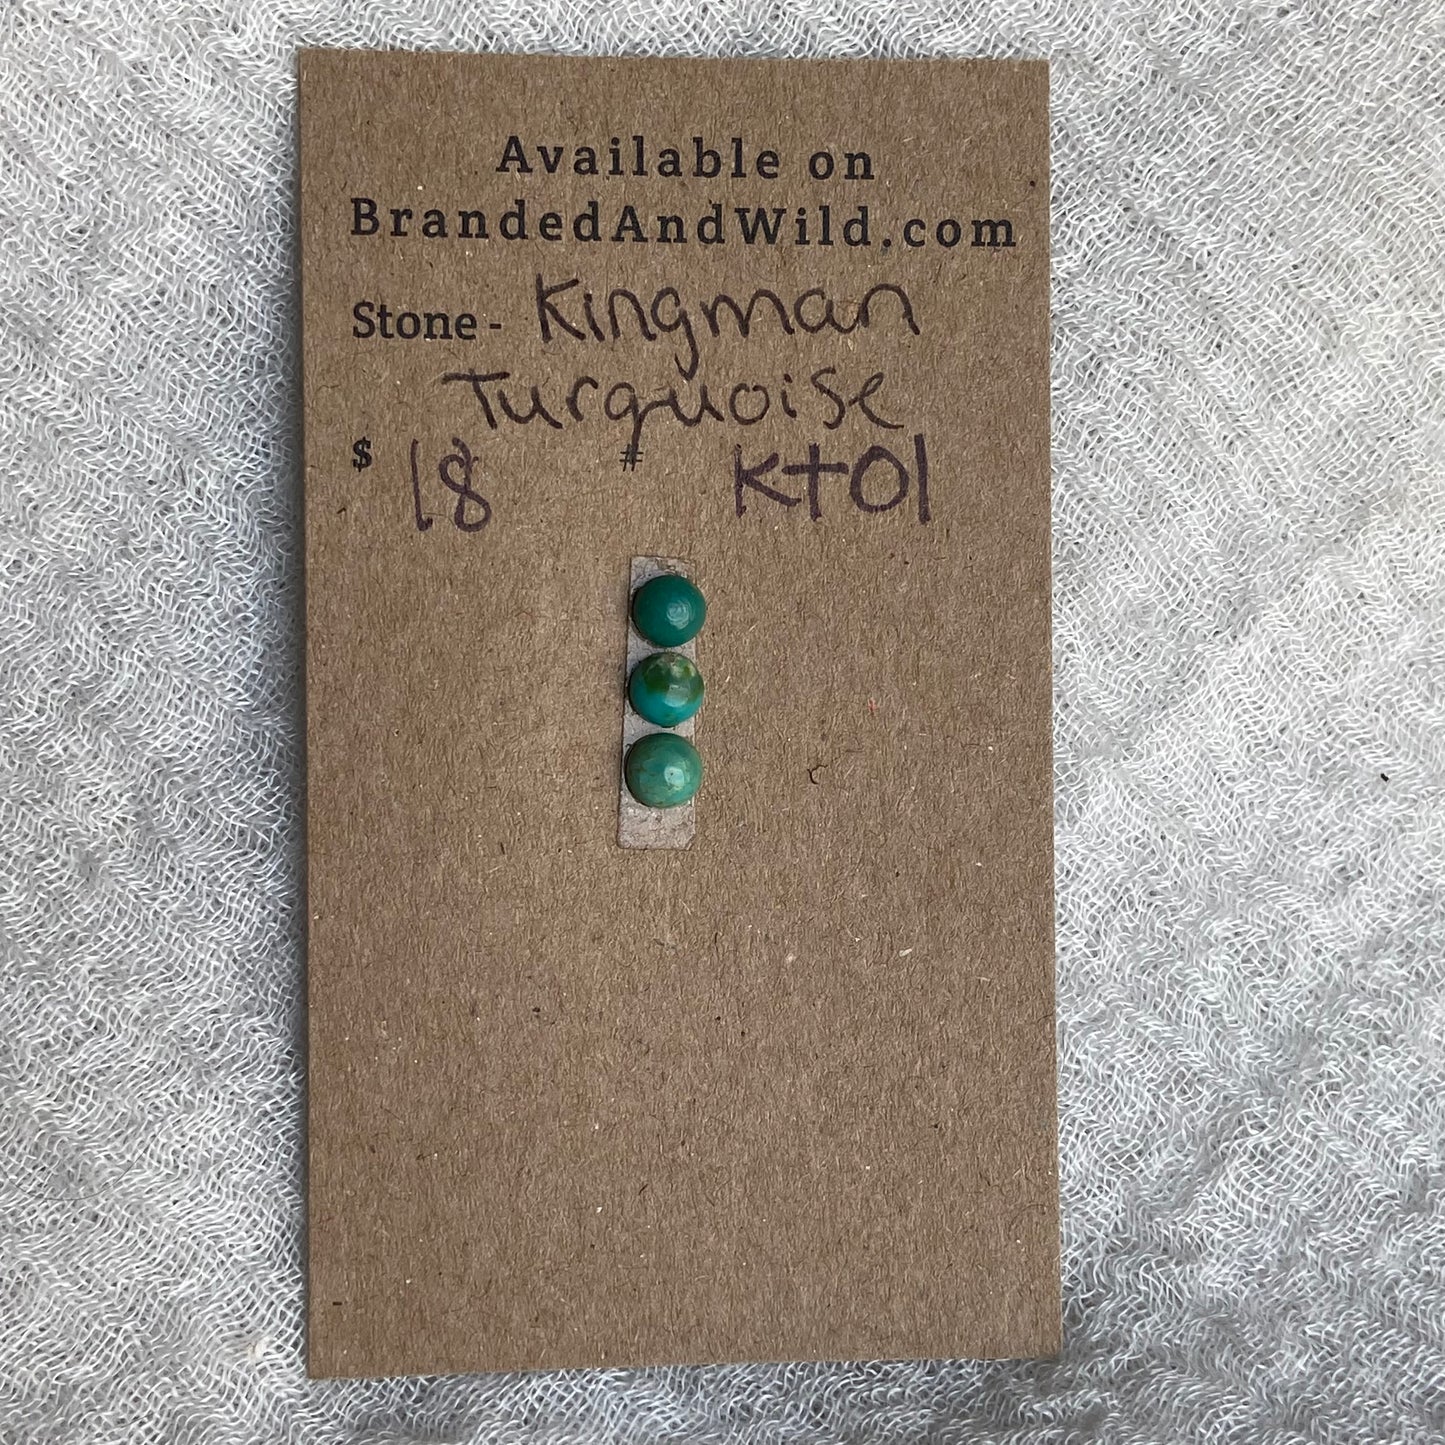 Available on
BrandedAndWild.com
Stone - Kingman
Turquoise
$ 18 # KT01